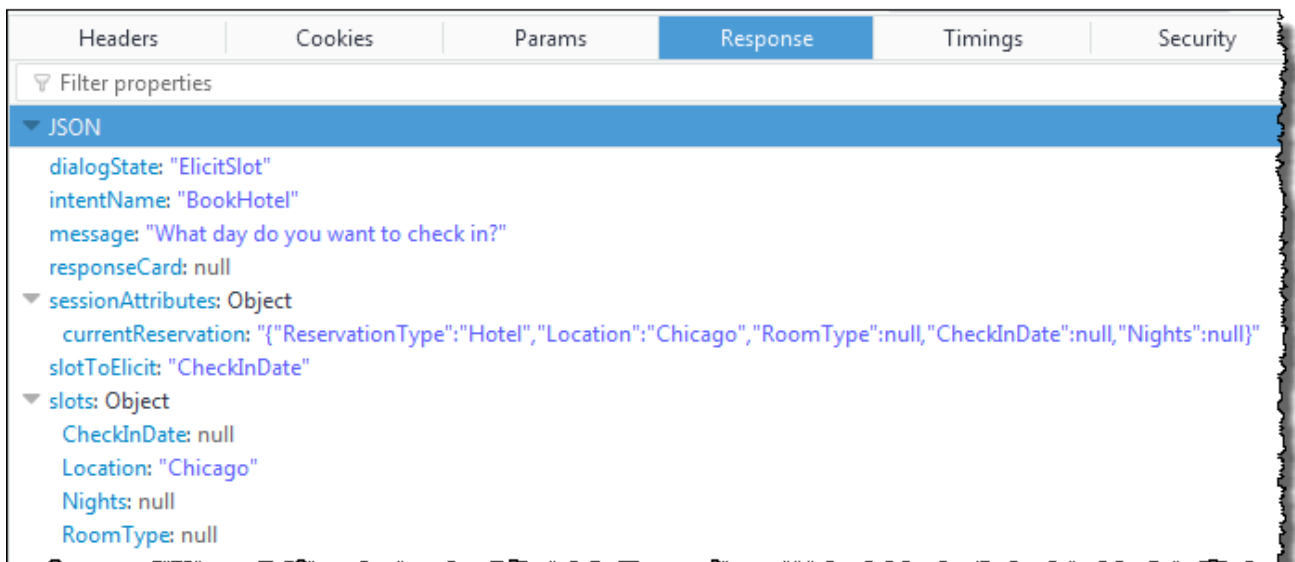 Headers Cookies Params Response Timings Security
Filter properties
JSON
dialogState: "ElicitSlot"
intentName: "BookHotel"
message: "What day do you want to check in?"
responseCard: null
sessionAttributes: Object
currentReservation: "{"ReservationType":"Hotel","Location":"Chicago","RoomType":null,"CheckInDate":null,"Nights":null}"
slotToElicit: "CheckInDate"
slots: Object
CheckInDate: null
Location: "Chicago"
Nights: null
RoomType: null